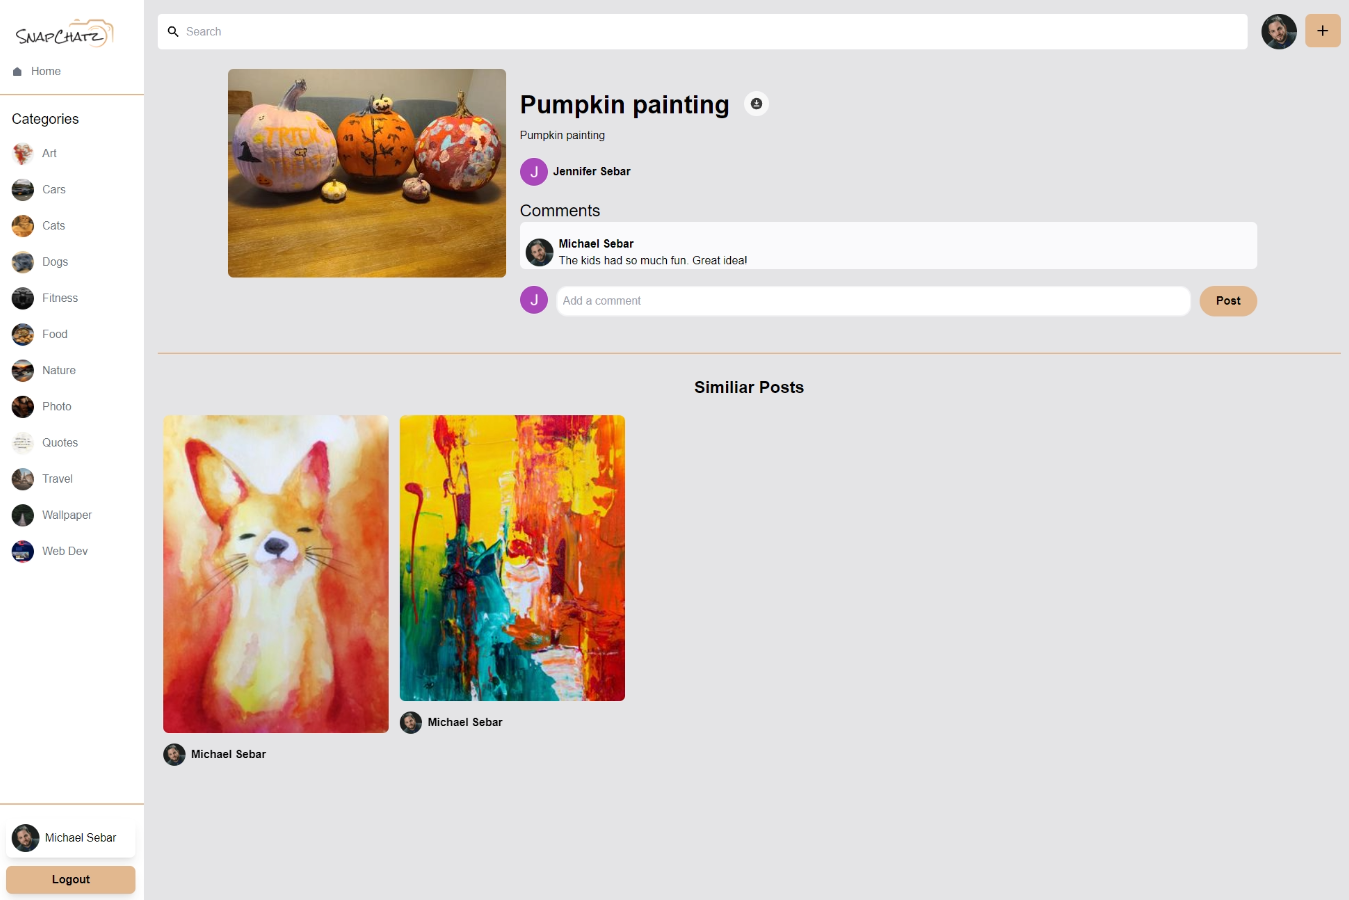 SnapChatz
Home
Categories
Art
Cars
Cats
Dogs
Fitness
Food
Nature
Photo
Quotes
Travel
Wallpaper
Web Dev
Michael Sebar
Logout
Search
+
TRICK
Pumpkin painting
Pumpkin painting
J
Jennifer Sebar
Comments
Michael Sebar
The kids had so much fun. Great idea!
J
Add a comment
Post
Similiar Posts
Michael Sebar
Michael Sebar